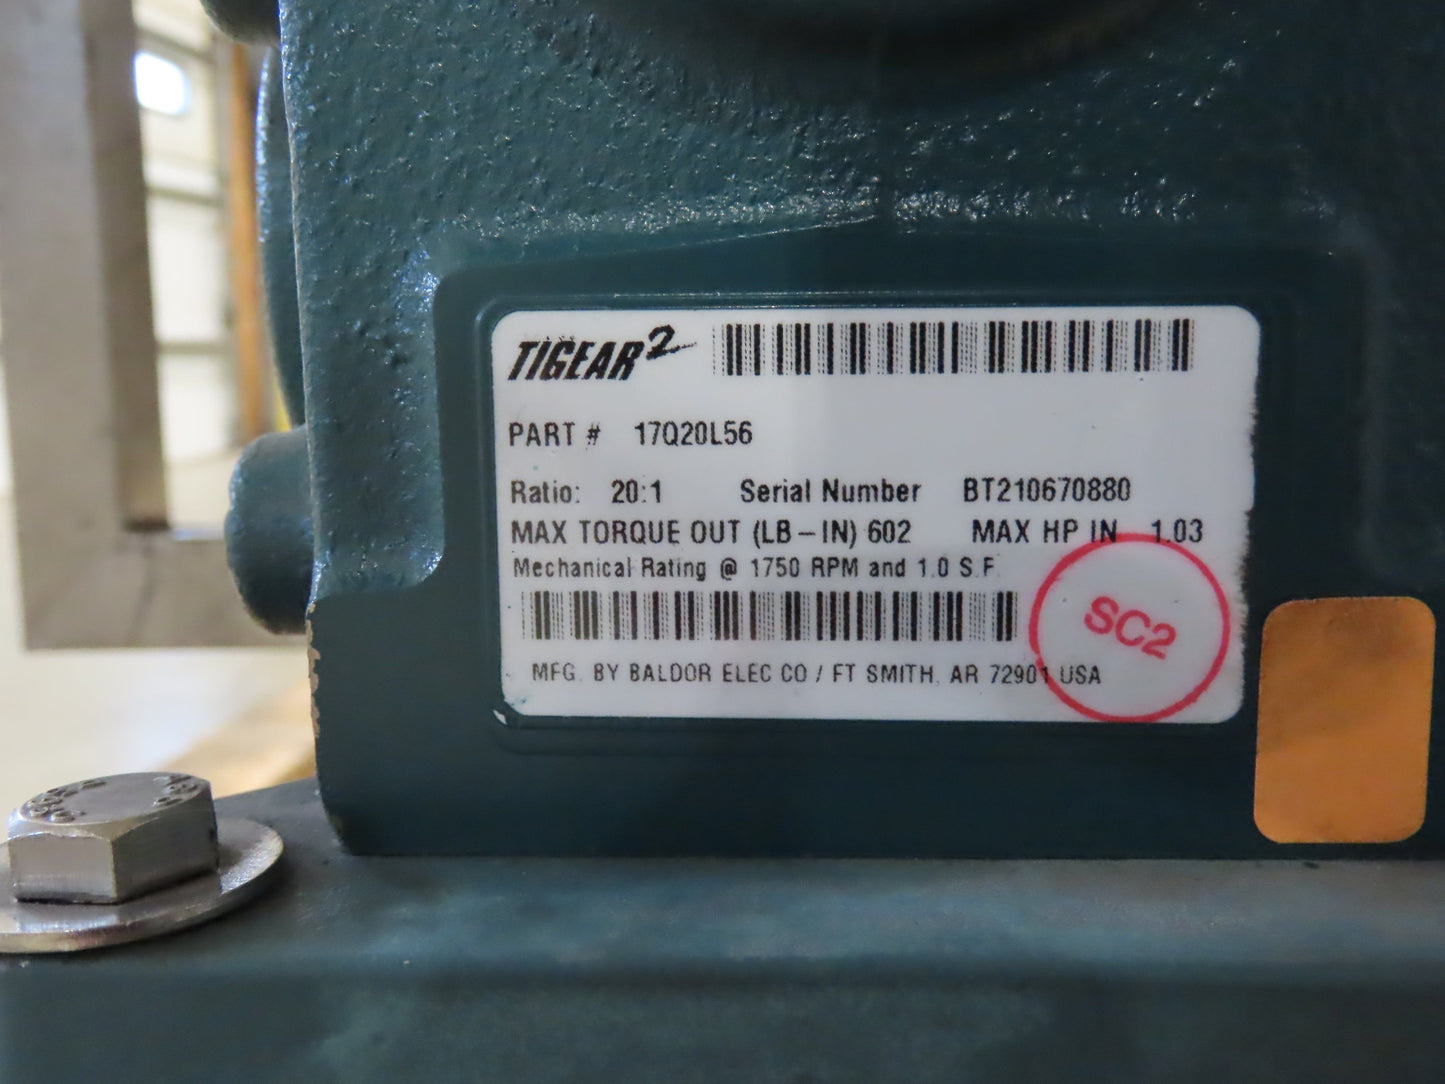 TIGEAR2
PART # 17Q20L56
Ratio: 20:1 Serial Number BT210670880
MAX TORQUE OUT (LB-IN) 602 MAX HP IN 1.03
Mechanical Rating @ 1750 RPM and 1.0 S.F.
SC2
MFG. BY BALDOR ELEC CO / FT SMITH, AR 72901 USA